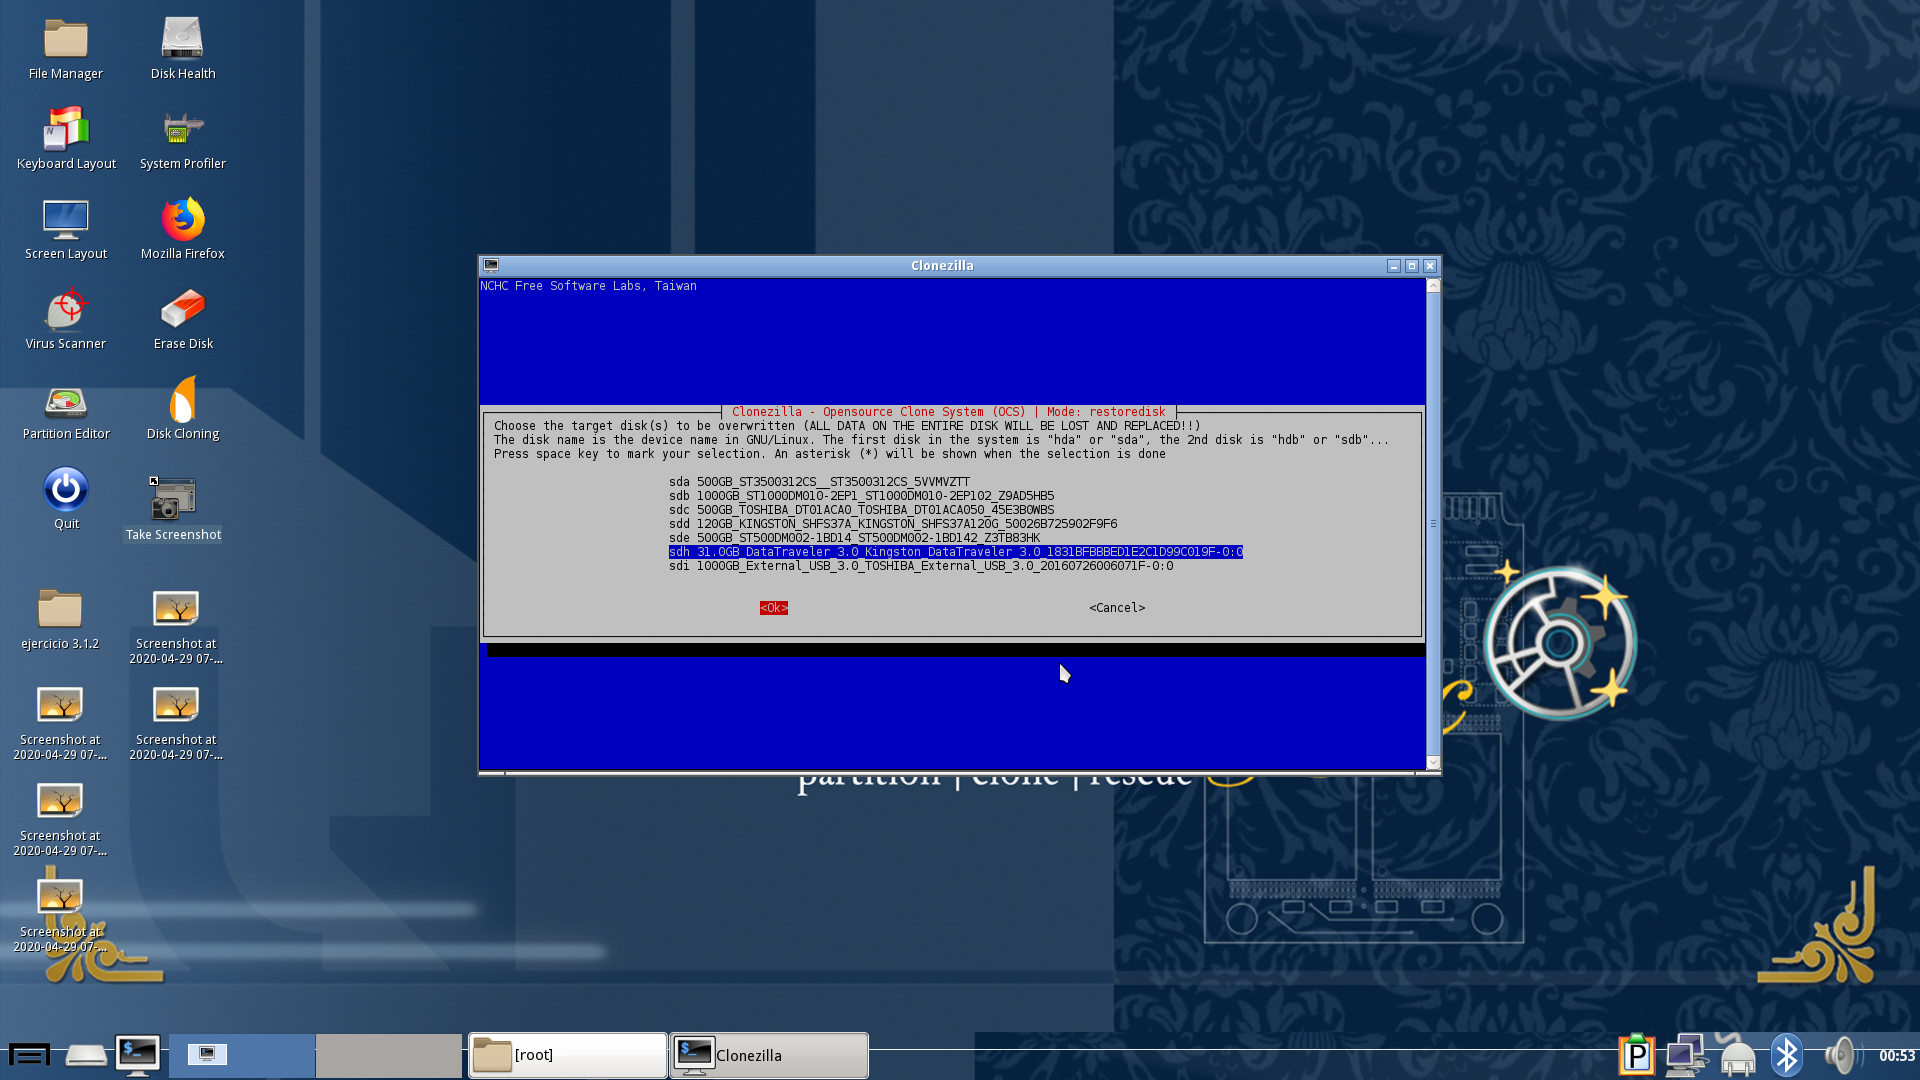 File Manager
Disk Health
Keyboard Layout
System Profiler
Screen Layout
Mozilla Firefox
Virus Scanner
Erase Disk
Partition Editor
Disk Cloning
Quit
Take Screenshot
ejercicio 3.1.2
Screenshot at
2020-04-29 07-...
Screenshot at
2020-04-29 07-...
Screenshot at
2020-04-29 07-...
Screenshot at
2020-04-29 07-...
Screenshot at
2020-04-29 07-...
Clonezilla
NCHC Free Software Labs, Taiwan
Clonezilla - Opensource Clone System (OCS) | Mode: restoredisk
Choose the target disk(s) to be overwritten (ALL DATA ON THE ENTIRE DISK WILL BE LOST AND REPLACED!!)
The disk name is the device name in GNU/Linux. The first disk in the system is "hda" or "sda", the 2nd disk is "hdb" or "sdb"...
Press space key to mark your selection. An asterisk (*) will be shown when the selection is done
sda 500GB_ST3500312CS__ST3500312CS_5VVMVZTT
sdb 1000GB_ST1000DM010-2EP1_ST1000DM010-2EP102_Z9AD5HB5
sdc 500GB_TOSHIBA_DT01ACA0_TOSHIBA_DT01ACA050_45E3B0WBS
sdd 120GB_KINGSTON_SHFS37A_KINGSTON_SHFS37A120G_50026B725902F9F6
sde 500GB_ST500DM002-1BD14_ST500DM002-1BD142_Z3TB83HK
sdh 31.0GB_DataTraveler_3.0_Kingston_DataTraveler_3.0_1831BFBBBED1E2C1D99C019F-0:0
sdi 1000GB_External_USB_3.0_TOSHIBA_External_USB_3.0_20160726006071F-0:0
<Ok>
<Cancel>
partition | clone | rescue
[root]
Clonezilla
00:53